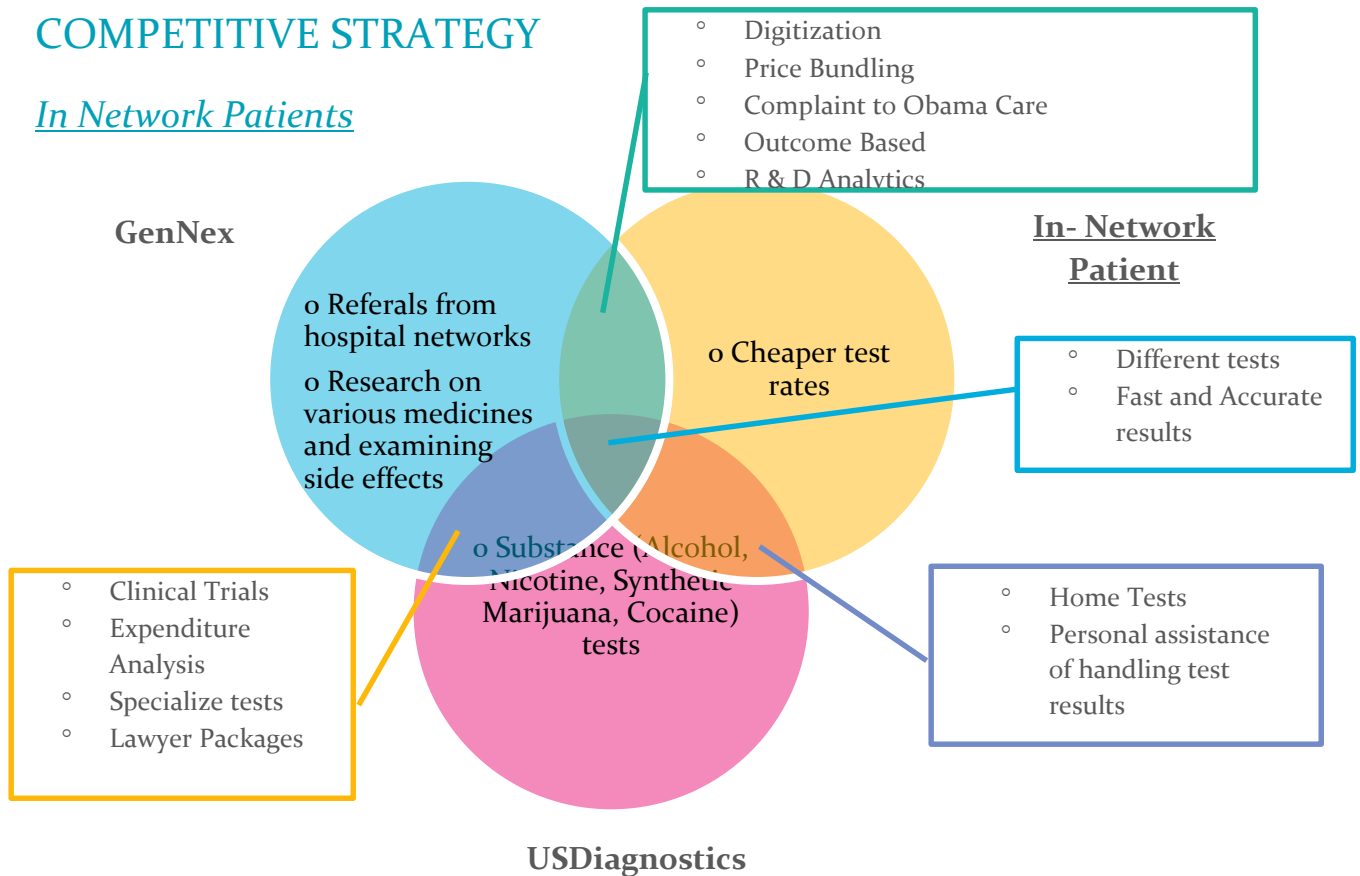 COMPETITIVE STRATEGY
In Network Patients
° Digitization
° Price Bundling
° Complaint to Obama Care
° Outcome Based
° R & D Analytics
GenNex
In- Network
Patient
o Referals from
hospital networks
o Research on
various medicines
and examining
side effects
o Cheaper test
rates
° Different tests
° Fast and Accurate
results
o Substance (Alcohol,
Nicotine, Synthetic
Marijuana, Cocaine)
tests
° Clinical Trials
° Expenditure
Analysis
° Specialize tests
° Lawyer Packages
° Home Tests
° Personal assistance
of handling test
results
USDiagnostics